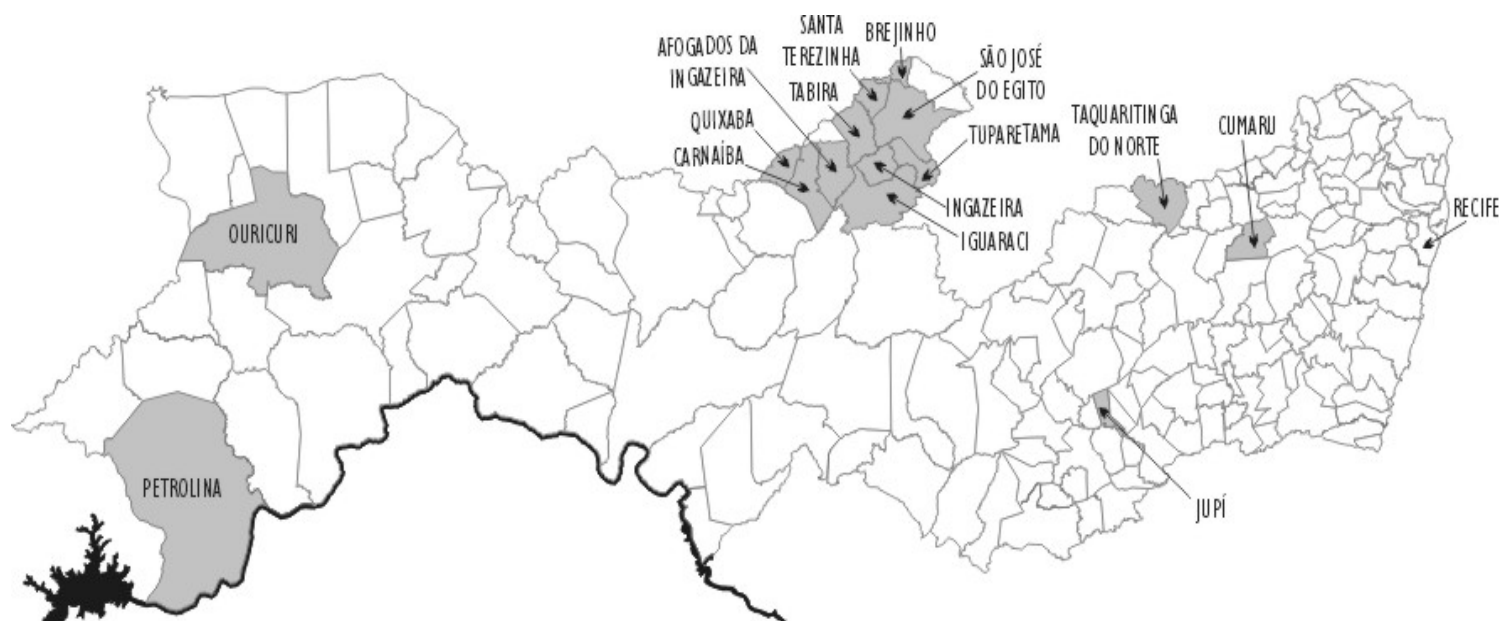 BREJINHO
SANTA
TEREZINHA
AFOGADOS DA
INGAZEIRA
SÃO JOSÉ
DO EGITO
TABIRA
QUIXABA
CARNAÍBA
TUPARETAMA
TAQUARITINGA
DO NORTE
CUMARU
INGAZEIRA
IGUARACI
RECIFE
OURICURI
PETROLINA
JUPÍ